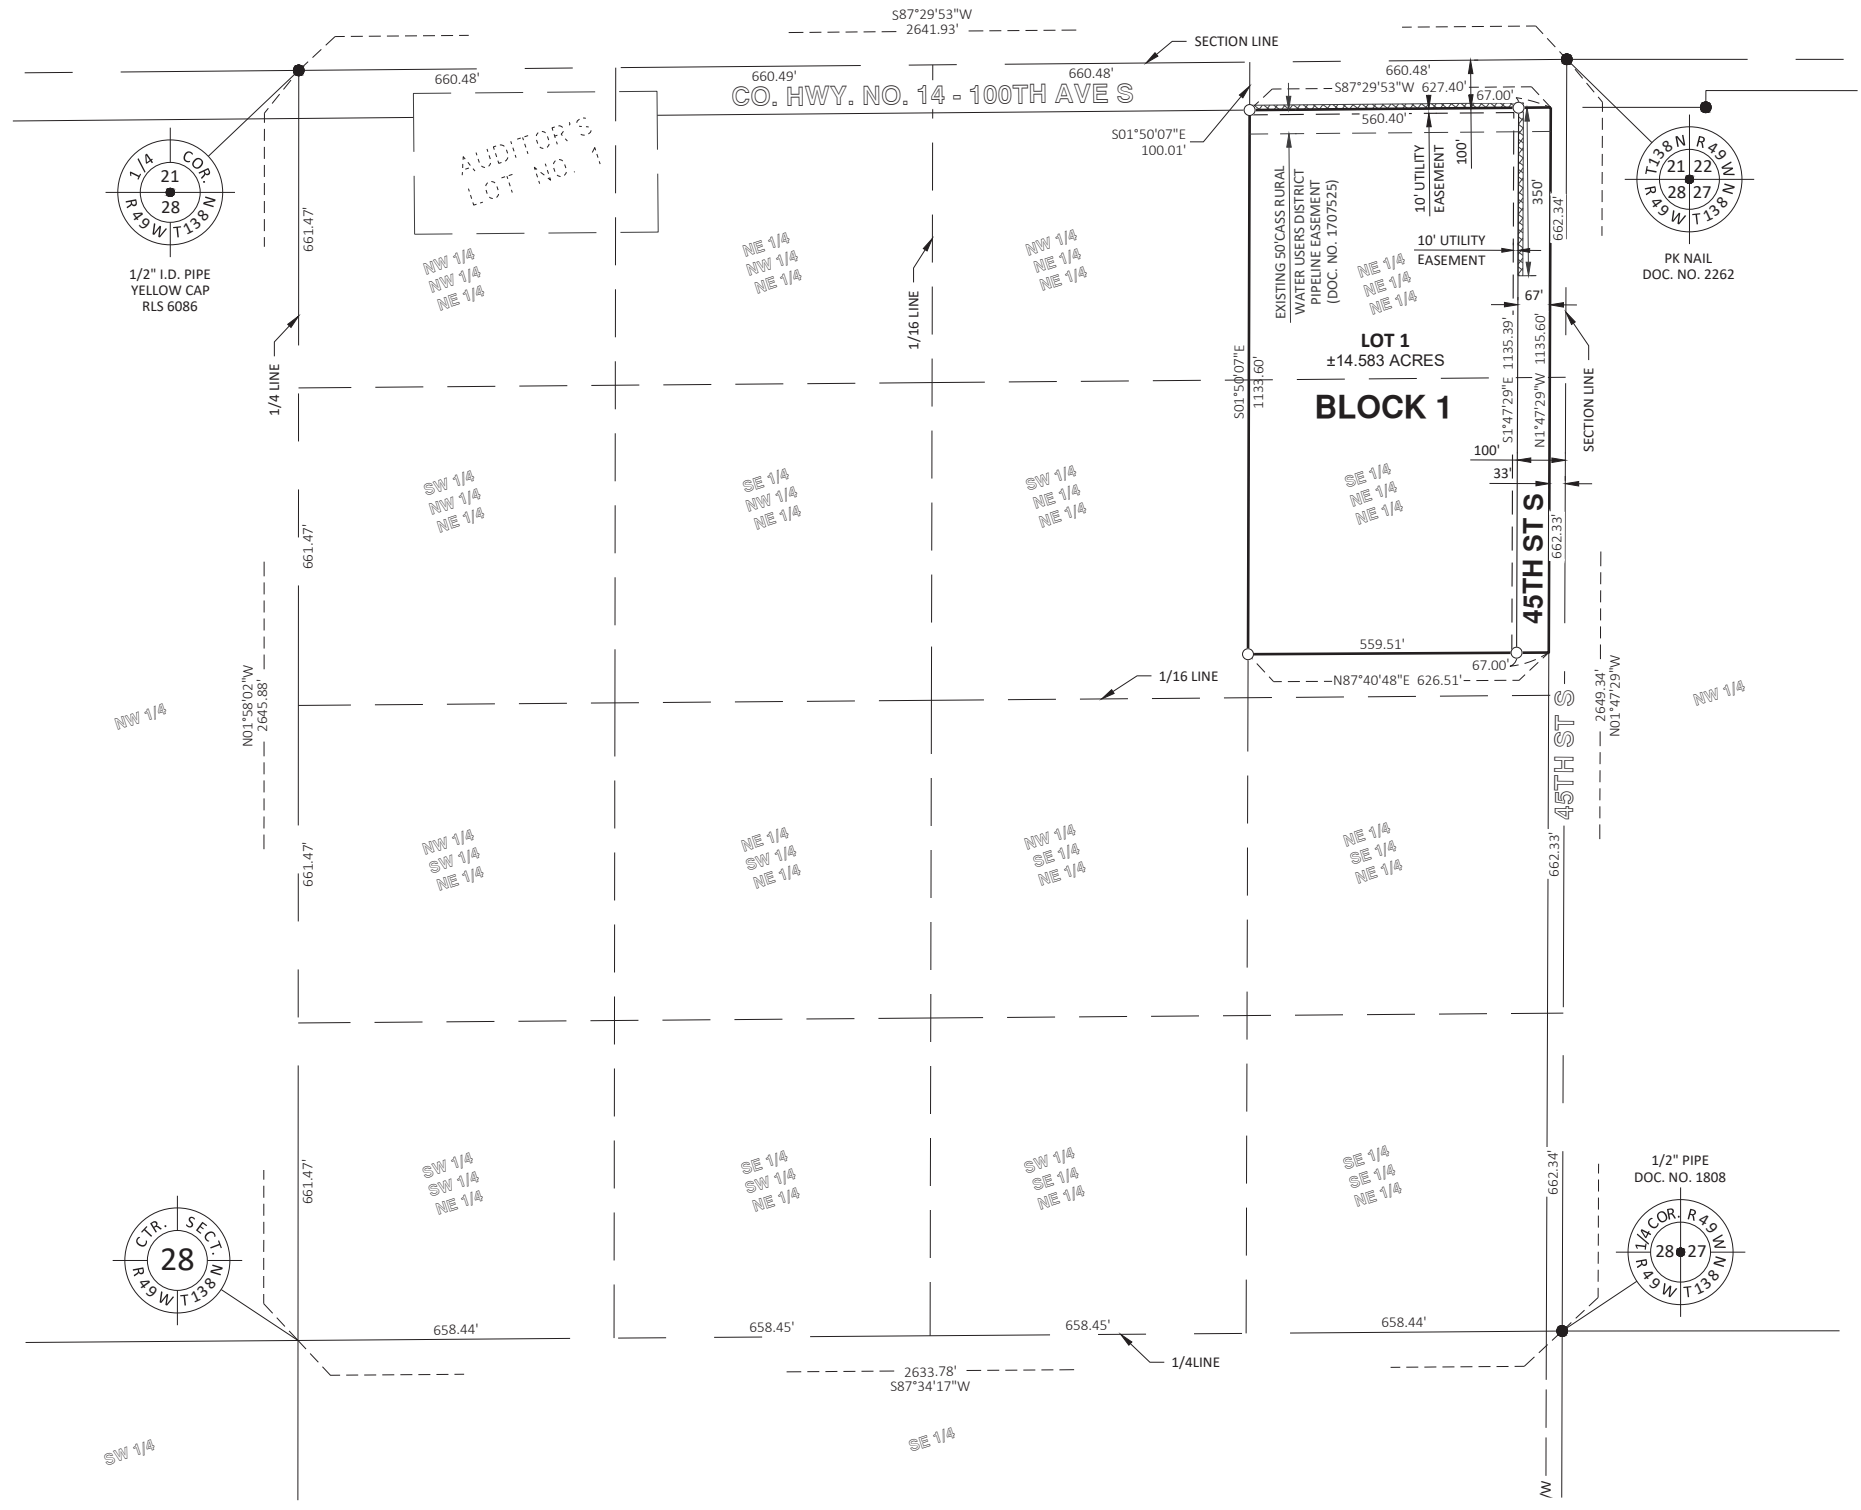 S87°29'53"W
2641.93'
SECTION LINE
660.48'
660.49'
660.48'
660.48'
CO. HWY. NO. 14 - 100TH AVE S
S87°29'53"W 627.40'
67.00'
560.40'
S01°50'07"E
100.01'
100'
AUDITOR'S
LOT NO. 1
1/4 COR.
21
28
R 49 W T138 N
1/2" I.D. PIPE
YELLOW CAP
RLS 6086
T138N R 49 W
21 22
28 27
R 49 W T138 N
PK NAIL
DOC. NO. 2262
661.47'
1/4 LINE
1/16 LINE
EXISTING 50'CASS RURAL
WATER USERS DISTRICT
PIPELINE EASEMENT
(DOC. NO. 1707525)
10' UTILITY
EASEMENT
350'
662.34'
10' UTILITY
EASEMENT
67'
NW 1/4
NW 1/4
NE 1/4
NE 1/4
NW 1/4
NE 1/4
NW 1/4
NE 1/4
NE 1/4
NE 1/4
NE 1/4
NE 1/4
LOT 1
±14.583 ACRES
BLOCK 1
S01°50'07"E
1133.60'
S1°47'29"E 1135.39'
N1°47'29"W 1135.60'
SECTION LINE
100'
33'
SW 1/4
NW 1/4
NE 1/4
SE 1/4
NW 1/4
NE 1/4
SW 1/4
NE 1/4
NE 1/4
SE 1/4
NE 1/4
NE 1/4
661.47'
45TH ST S
662.33'
559.51'
67.00'
N87°40'48"E 626.51'
1/16 LINE
N01°58'02"W
2645.88'
2649.34'
N01°47'29"W
NW 1/4
NW 1/4
45TH ST S
661.47'
662.33'
NW 1/4
SW 1/4
NE 1/4
NE 1/4
SW 1/4
NE 1/4
NW 1/4
SE 1/4
NE 1/4
NE 1/4
SE 1/4
NE 1/4
661.47'
662.34'
SW 1/4
SW 1/4
NE 1/4
SE 1/4
SW 1/4
NE 1/4
SW 1/4
SE 1/4
NE 1/4
SE 1/4
SE 1/4
NE 1/4
1/2" PIPE
DOC. NO. 1808
CTR. SECT.
28
R 49 W T138 N
1/4 COR. R 49 W
28 27
R 49 W T138 N
658.44'
658.45'
658.45'
658.44'
1/4LINE
2633.78'
S87°34'17"W
SW 1/4
SE 1/4